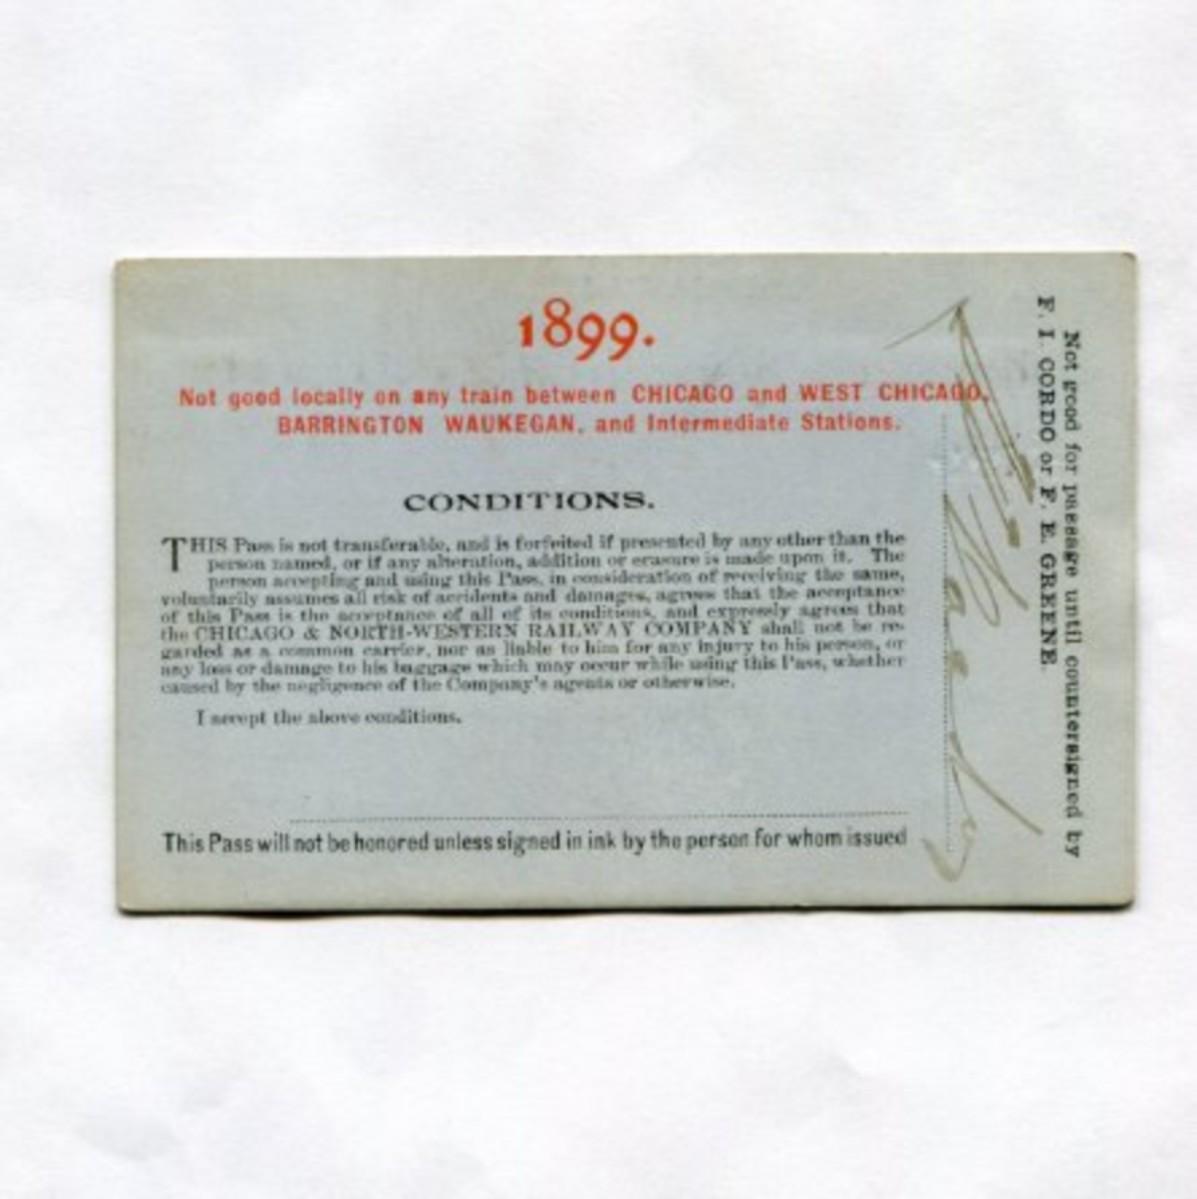 1899.
Not good locally on any train between CHICAGO and WEST CHICAGO,
BARRINGTON WAUKEGAN, and Intermediate Stations.
CONDITIONS.
THIS Pass is not transferable, and is forfeited if presented by any other than the
person named, or if any alteration, addition or erasure is made upon it. The
person accepting and using this Pass, in consideration of receiving the same,
voluntarily assumes all risk of accidents and damages, agrees that the acceptance
of this Pass is the acceptance of all of its conditions, and expressly agrees that
the CHICAGO & NORTH-WESTERN RAILWAY COMPANY shall not be re-
garded as a common carrier, nor as liable to him for any injury to his person, or
any loss or damage to his baggage which may occur while using this Pass, whether
caused by the negligence of the Company's agents or otherwise.
I accept the above conditions.
This Pass will not be honored unless signed in ink by the person for whom issued
Not good for passage until countersigned by
F. I. CORDO or F. E. GREENE.